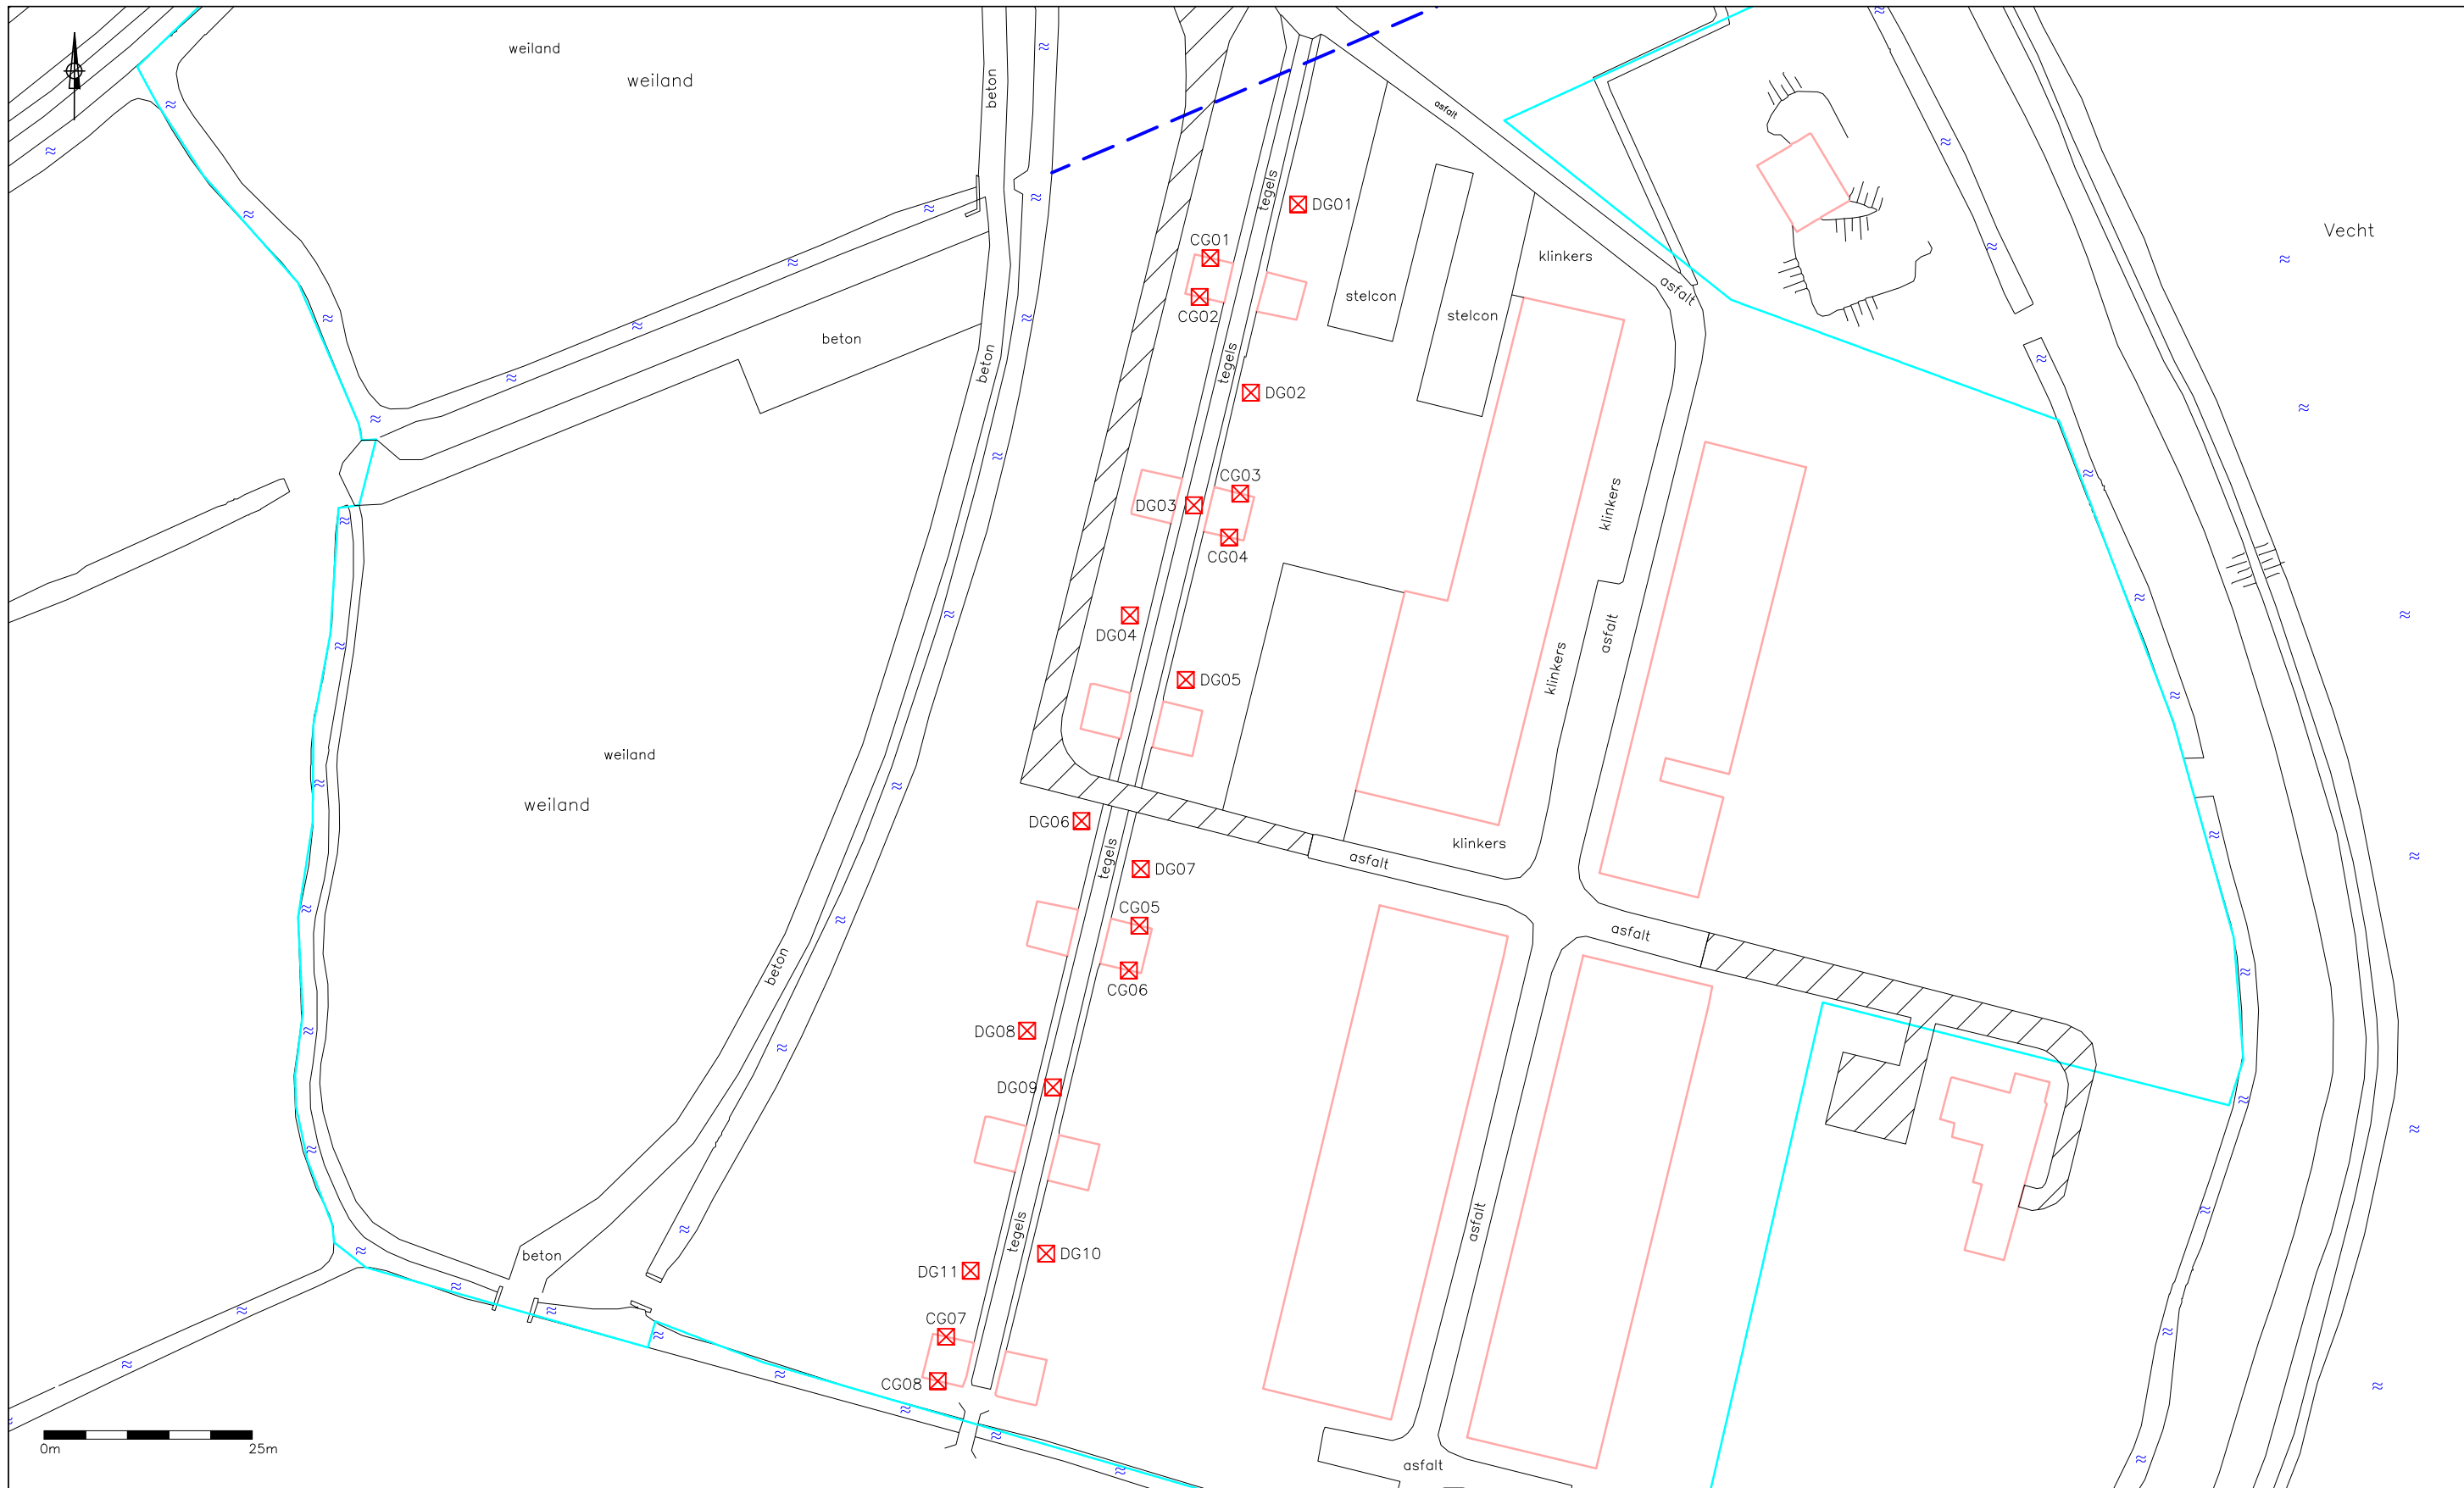 weiland
weiland
beton
asfalt
tegels
DG01
Vecht
CG01
klinkers
asfalt
stelcon
CG02
stelcon
beton
beton
tegels
DG02
CG03
DG03
klinkers
CG04
DG04
asfalt
klinkers
DG05
weiland
weiland
DG06
klinkers
tegels
asfalt
DG07
CG05
asfalt
beton
CG06
DG08
DG09
tegels
asfalt
beton
DG10
DG11
CG07
CG08
0m
25m
asfalt